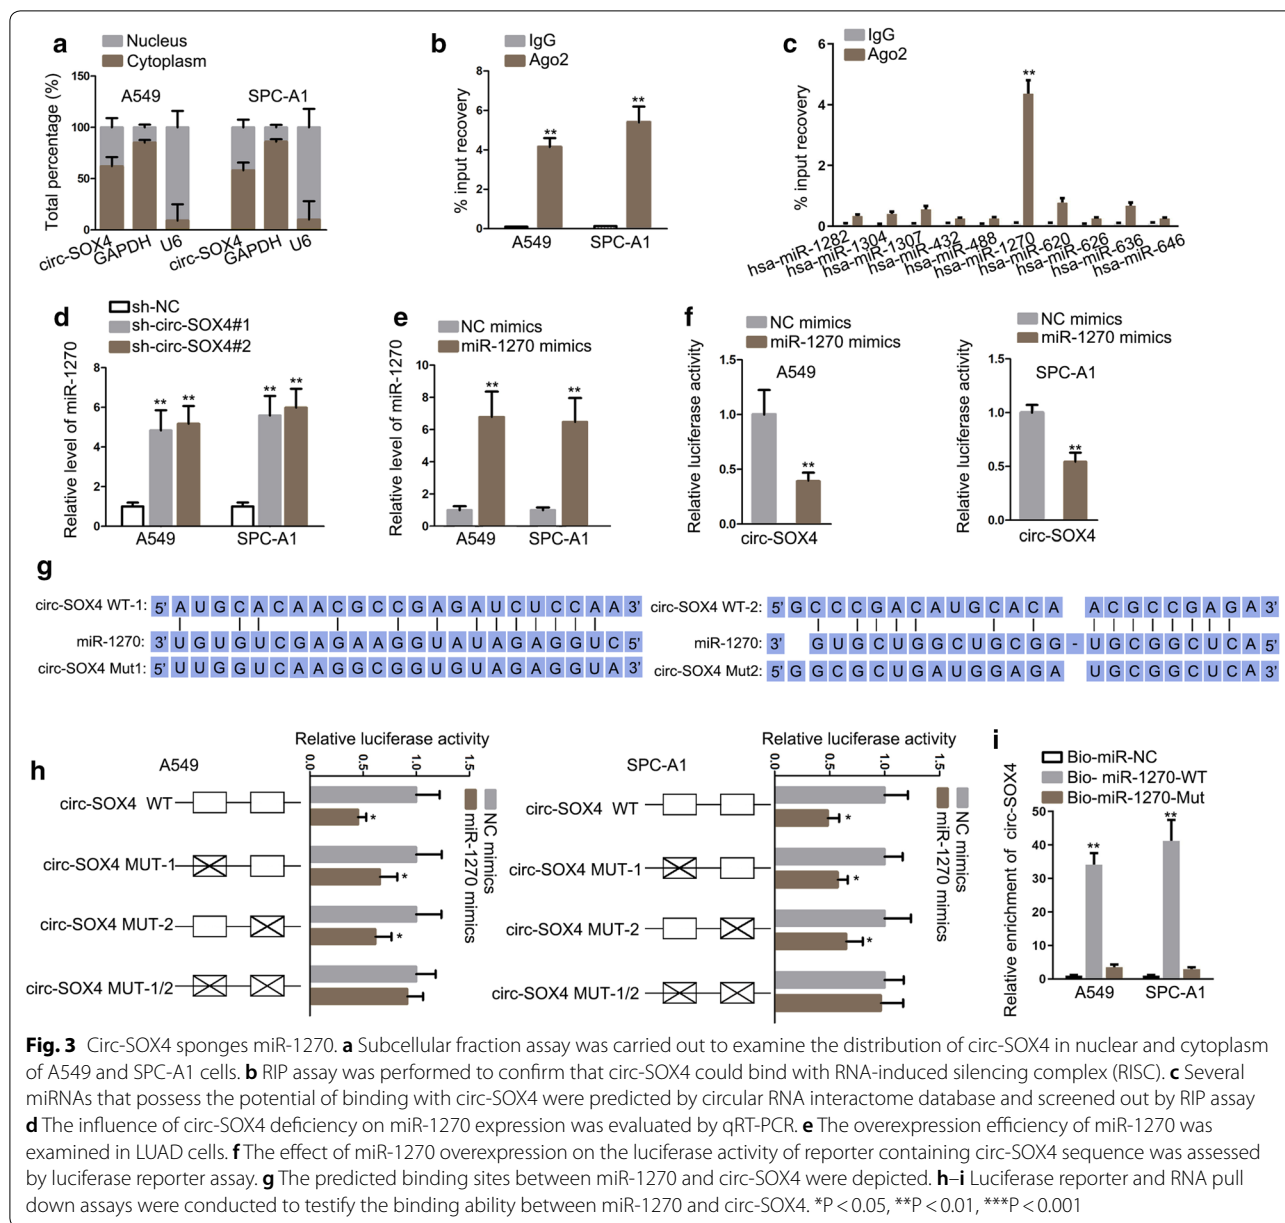 a
Nucleus
Cytoplasm
Total percentage (%)
150
100
50
0
A549
SPC-A1
circ-SOX4
GAPDH
U6
circ-SOX4
GAPDH
U6
b
IgG
Ago2
% input recovery
8
6
4
2
0
**
**
A549
SPC-A1
c
IgG
Ago2
% input recovery
6
4
2
0
**
hsa-miR-1282
hsa-miR-1304
hsa-miR-1307
hsa-miR-432
hsa-miR-488
hsa-miR-1270
hsa-miR-620
hsa-miR-626
hsa-miR-636
hsa-miR-646
d
sh-NC
sh-circ-SOX4#1
sh-circ-SOX4#2
Relative level of miR-1270
8
6
4
2
0
** **
** **
A549
SPC-A1
e
NC mimics
miR-1270 mimics
Relative level of miR-1270
10
8
6
4
2
0
**
**
A549
SPC-A1
f
NC mimics
miR-1270 mimics
Relative luciferase activity
1.5
1.0
0.5
0.0
A549
**
circ-SOX4
NC mimics
miR-1270 mimics
Relative luciferase activity
1.5
1.0
0.5
0.0
SPC-A1
**
circ-SOX4
g
circ-SOX4 WT-1: 5' A U G C A C A A C G C C G A G A U C U C C A A 3'
miR-1270: 3' U G U G U C G A G A A G G U A U A G A G G U C 5'
circ-SOX4 Mut1: 5' U U G G U C A A G G C G G U G U A G A G G U A 3'
circ-SOX4 WT-2: 5' G C C C G A C A U G C A C A A C G C C G A G A 3'
miR-1270: 3' G U G C U G G C U G C G G - U G C G G C U C A 5'
circ-SOX4 Mut2: 5' G G C G C U G A U G G A G A U G C G G C U C A 3'
h
A549
Relative luciferase activity
0.0
0.5
1.0
1.5
NC mimics
miR-1270 mimics
circ-SOX4 WT
*
circ-SOX4 MUT-1
*
circ-SOX4 MUT-2
*
circ-SOX4 MUT-1/2
SPC-A1
Relative luciferase activity
0.0
0.5
1.0
1.5
NC mimics
miR-1270 mimics
circ-SOX4 WT
*
circ-SOX4 MUT-1
*
circ-SOX4 MUT-2
*
circ-SOX4 MUT-1/2
i
Bio-miR-NC
Bio- miR-1270-WT
Bio-miR-1270-Mut
Relative enrichment of circ-SOX4
50
40
30
20
10
0
**
**
A549
SPC-A1
Fig. 3 Circ-SOX4 sponges miR-1270. a Subcellular fraction assay was carried out to examine the distribution of circ-SOX4 in nuclear and cytoplasm
of A549 and SPC-A1 cells. b RIP assay was performed to confirm that circ-SOX4 could bind with RNA-induced silencing complex (RISC). c Several
miRNAs that possess the potential of binding with circ-SOX4 were predicted by circular RNA interactome database and screened out by RIP assay
d The influence of circ-SOX4 deficiency on miR-1270 expression was evaluated by qRT-PCR. e The overexpression efficiency of miR-1270 was
examined in LUAD cells. f The effect of miR-1270 overexpression on the luciferase activity of reporter containing circ-SOX4 sequence was assessed
by luciferase reporter assay. g The predicted binding sites between miR-1270 and circ-SOX4 were depicted. h–i Luciferase reporter and RNA pull
down assays were conducted to testify the binding ability between miR-1270 and circ-SOX4. *P < 0.05, **P < 0.01, ***P < 0.001